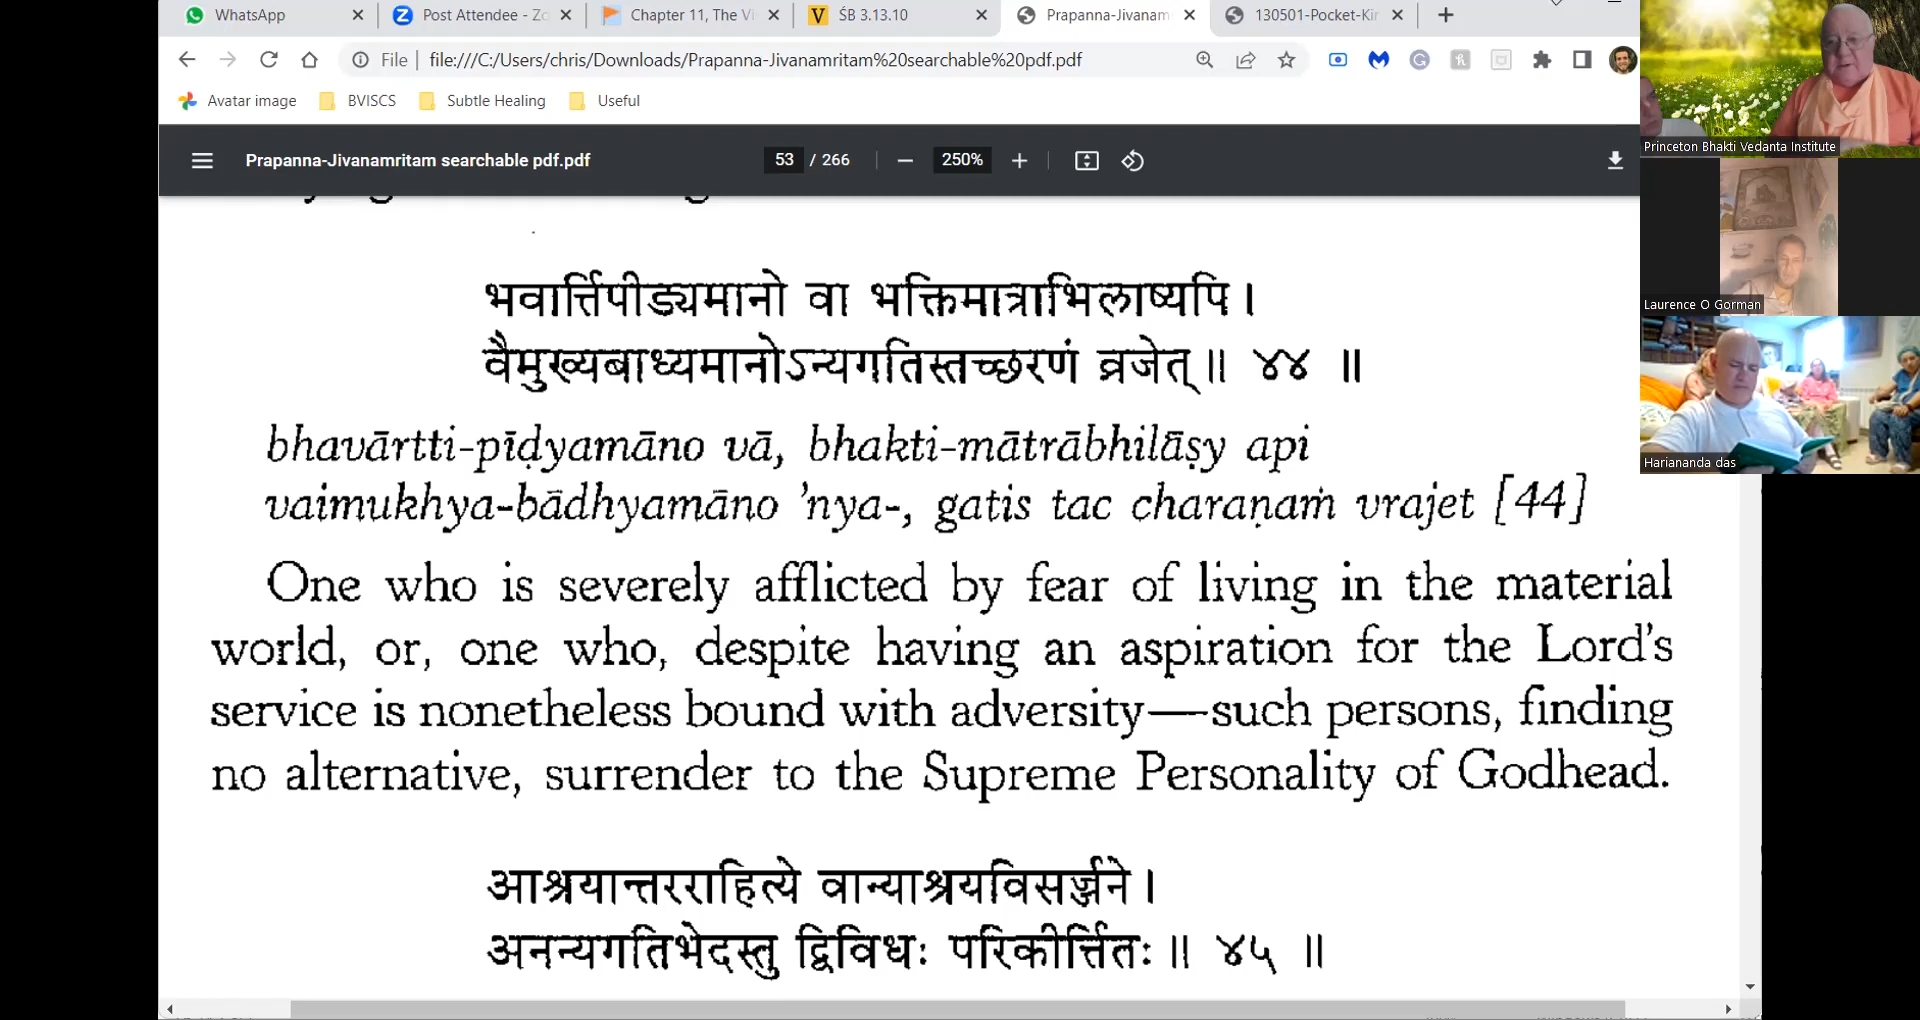 WhatsApp
Post Attendee - Zo
Chapter 11, The Vi
ŚB 3.13.10
Prapanna-Jivanam
130501-Pocket-Kir
File
file:///C:/Users/chris/Downloads/Prapanna-Jivanamritam%20searchable%20pdf.pdf
Avatar image
BVISCS
Subtle Healing
Useful
Prapanna-Jivanamritam searchable pdf.pdf
53 / 266
250%
भवार्त्तिपीड्यमानो वा भक्तिमात्राभिलाष्यपि ।
वैमुख्यबाध्यमानोऽन्यगतिस्तच्छरणं व्रजेत् ॥ ४४ ॥
bhavārtti-pīḍyamāno vā, bhakti-mātrābhilāṣy api
vaimukhya-bādhyamāno 'nya-, gatis tac charaṇaṁ vrajet [44]
One who is severely afflicted by fear of living in the material
world, or, one who, despite having an aspiration for the Lord's
service is nonetheless bound with adversity—such persons, finding
no alternative, surrender to the Supreme Personality of Godhead.
आश्रयान्तरराहित्ये वान्याश्रयविसर्ज्जने ।
अनन्यगतिभेदस्तु द्विविधः परिकीर्त्तितः ॥ ४५ ॥
Princeton Bhakti Vedanta Institute
Laurence O Gorman
Hariananda das